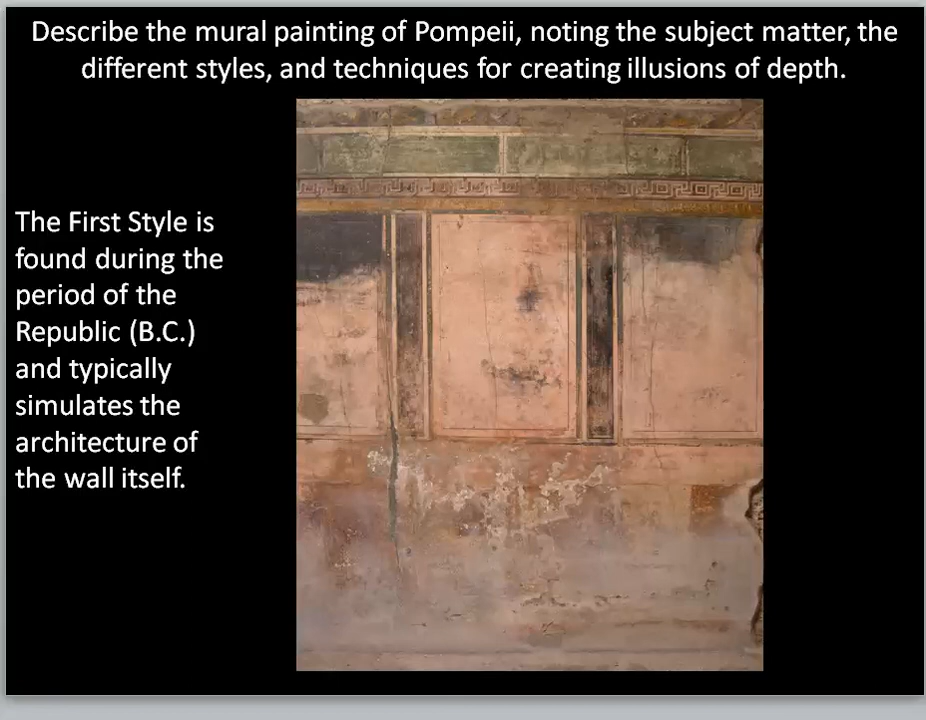 Describe the mural painting of Pompeii, noting the subject matter, the
different styles, and techniques for creating illusions of depth.
The First Style is
found during the
period of the
Republic (B.C.)
and typically
simulates the
architecture of
the wall itself.